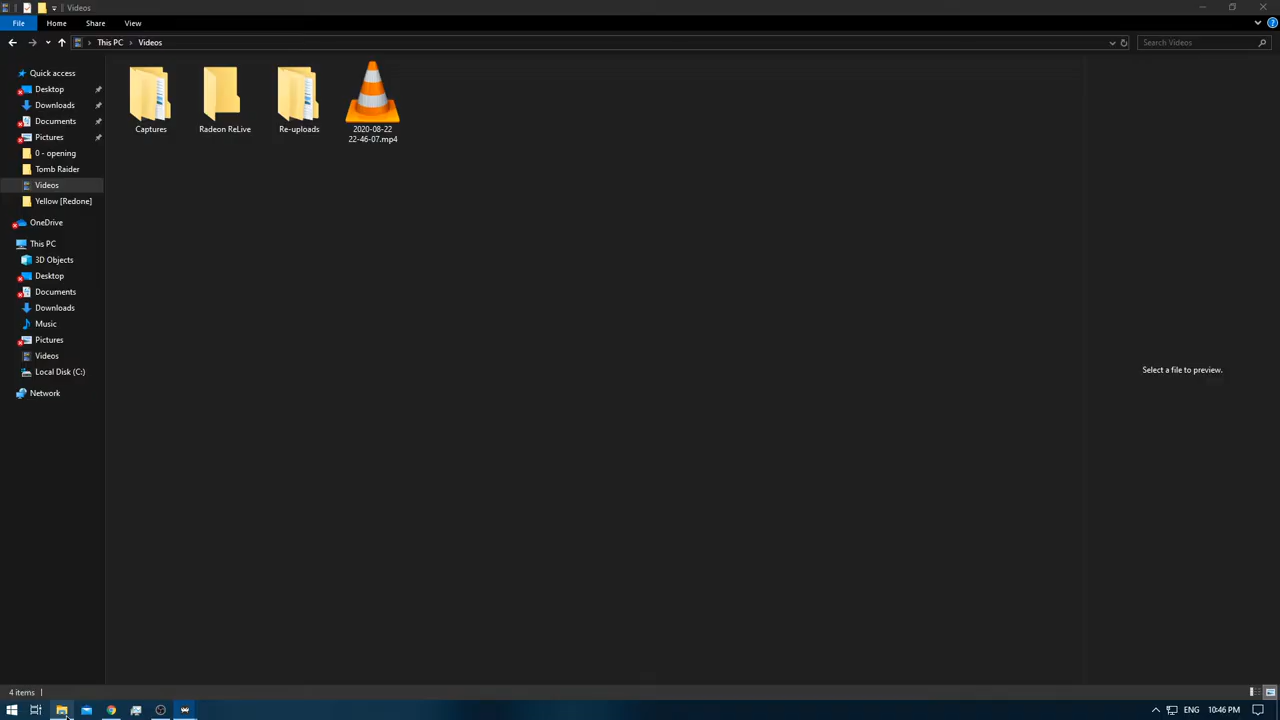 Videos
File Home Share View
This PC Videos
Search Videos
Quick access
Desktop
Downloads
Documents
Pictures
0 - opening
Tomb Raider
Videos
Yellow [Redone]
OneDrive
This PC
3D Objects
Desktop
Documents
Downloads
Music
Pictures
Videos
Local Disk (C:)
Network
Captures
Radeon ReLive
Re-uploads
2020-08-22
22-46-07.mp4
Select a file to preview.
4 items
ENG 10:46 PM